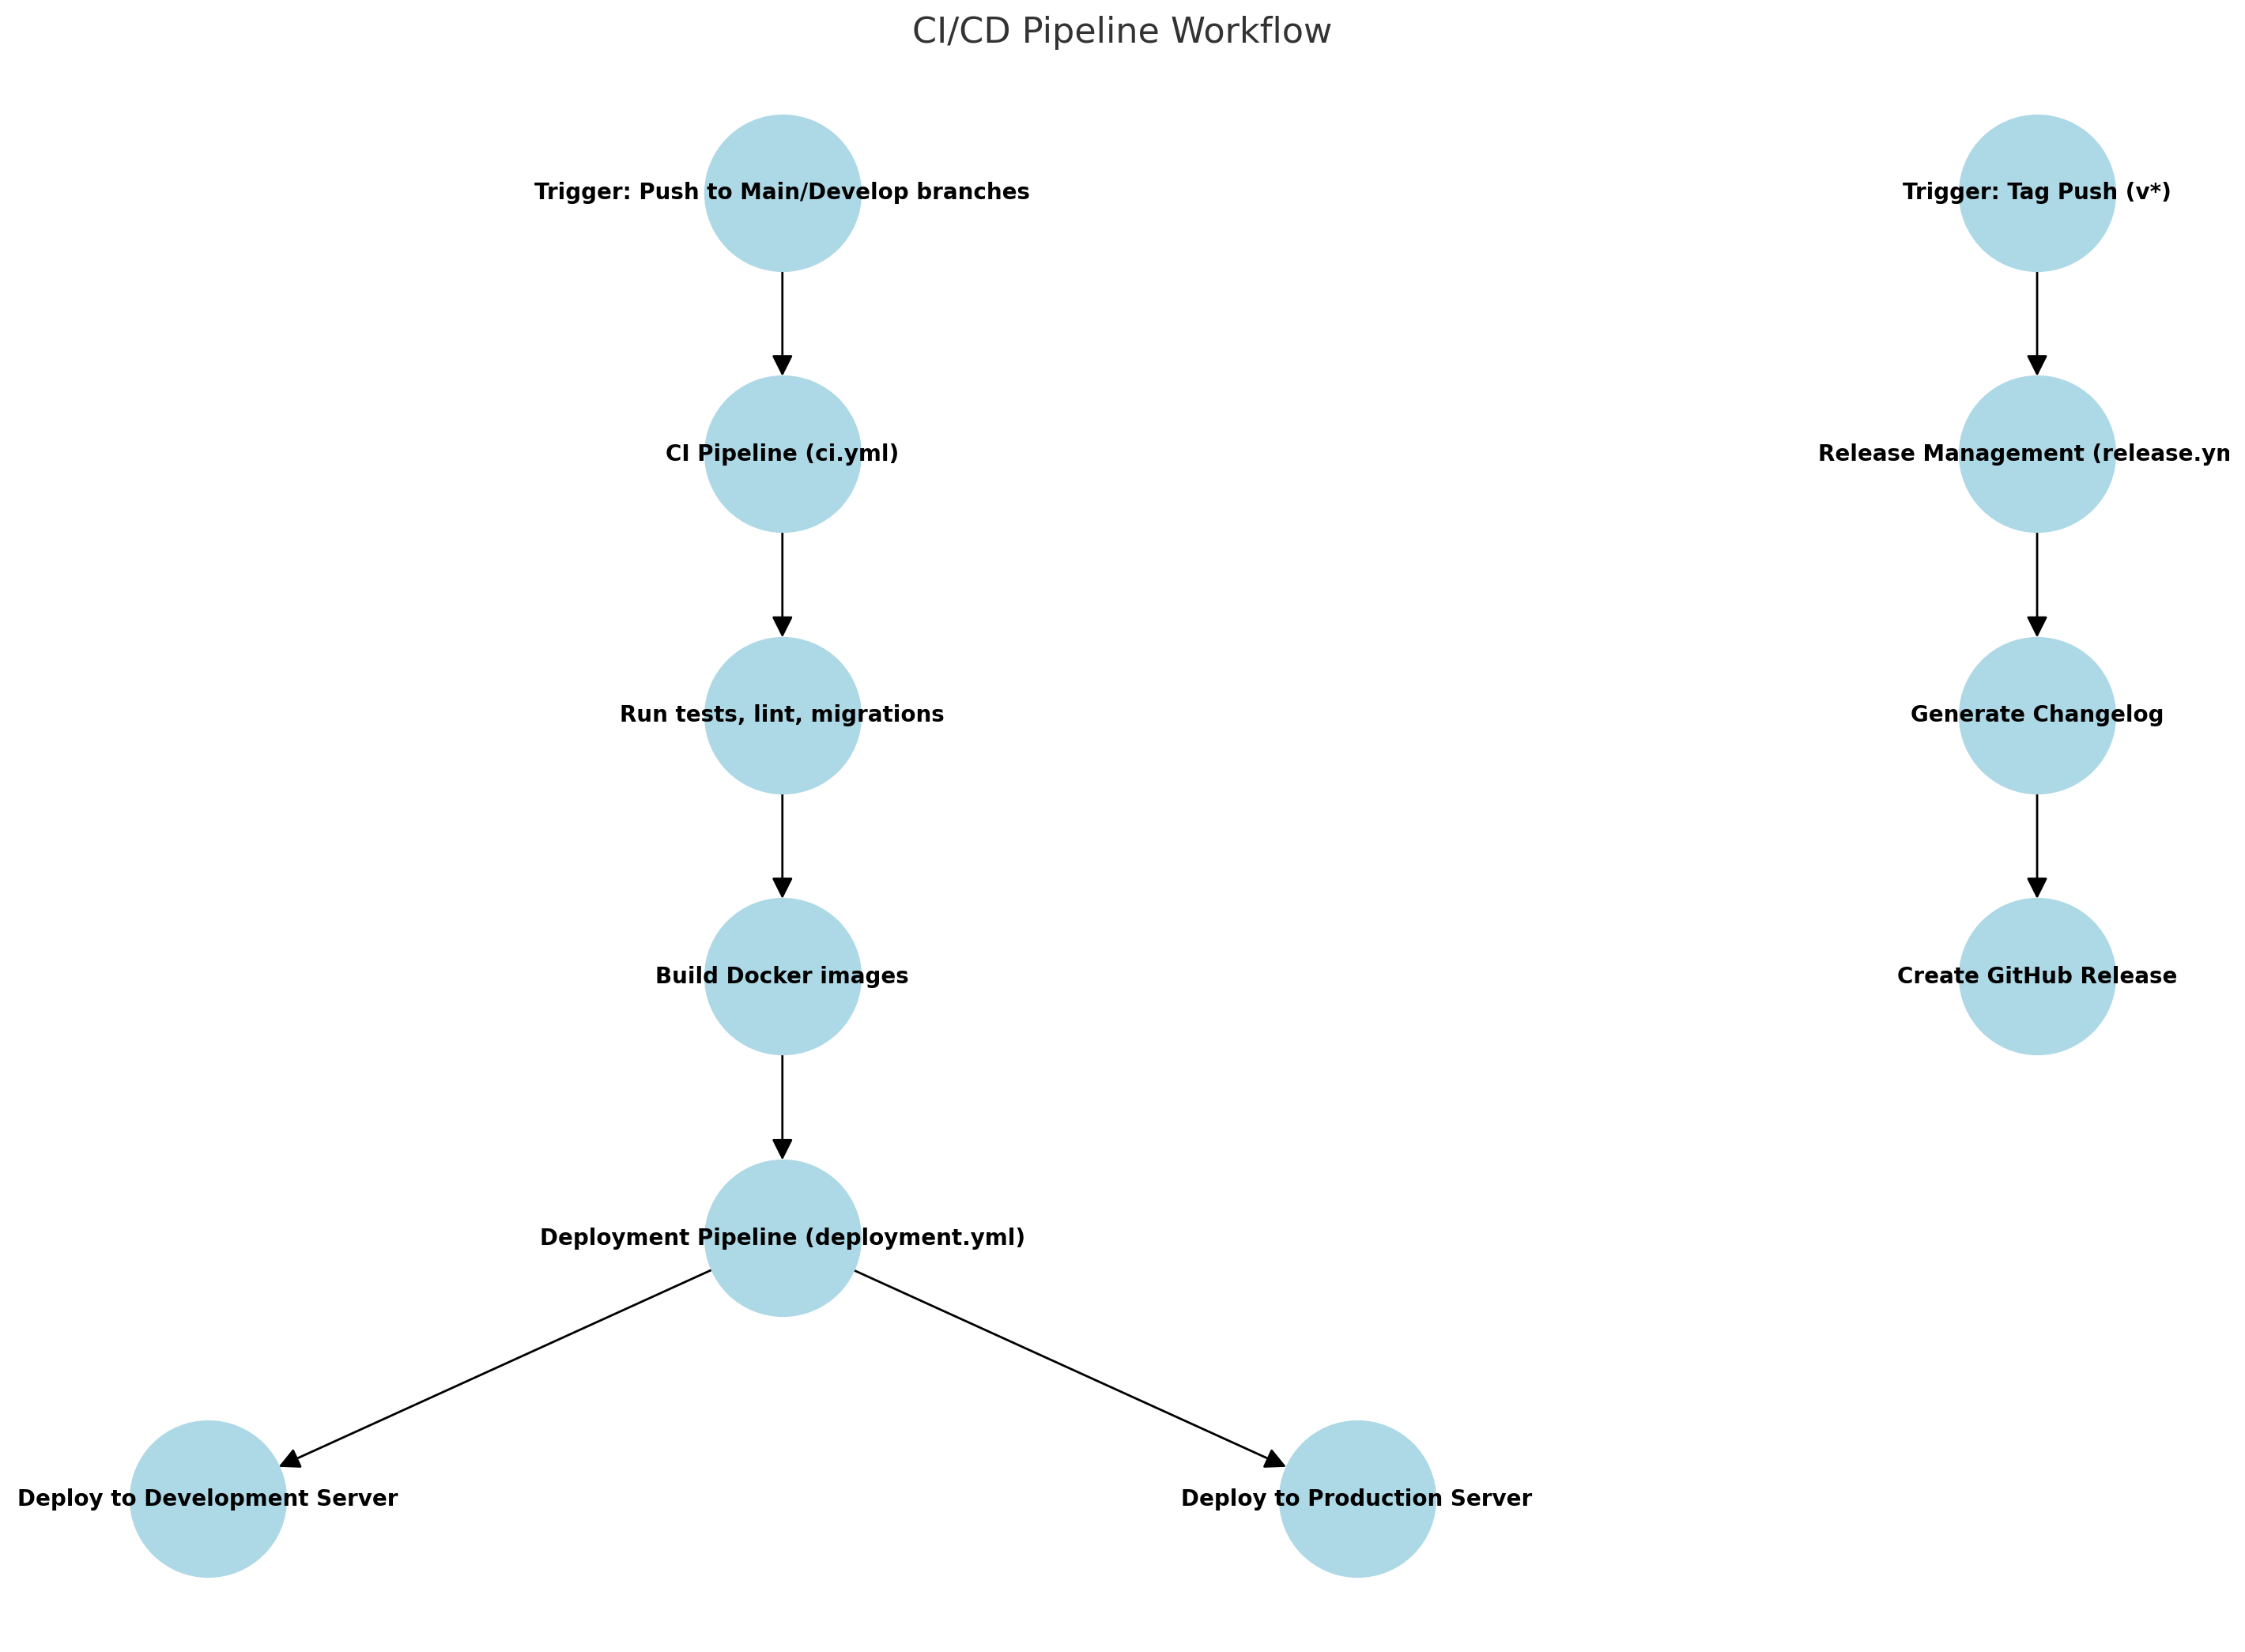 CI/CD Pipeline Workflow
Trigger: Push to Main/Develop branches
Trigger: Tag Push (v*)
CI Pipeline (ci.yml)
Release Management (release.yn
Run tests, lint, migrations
Generate Changelog
Build Docker images
Create GitHub Release
Deployment Pipeline (deployment.yml)
Deploy to Development Server
Deploy to Production Server